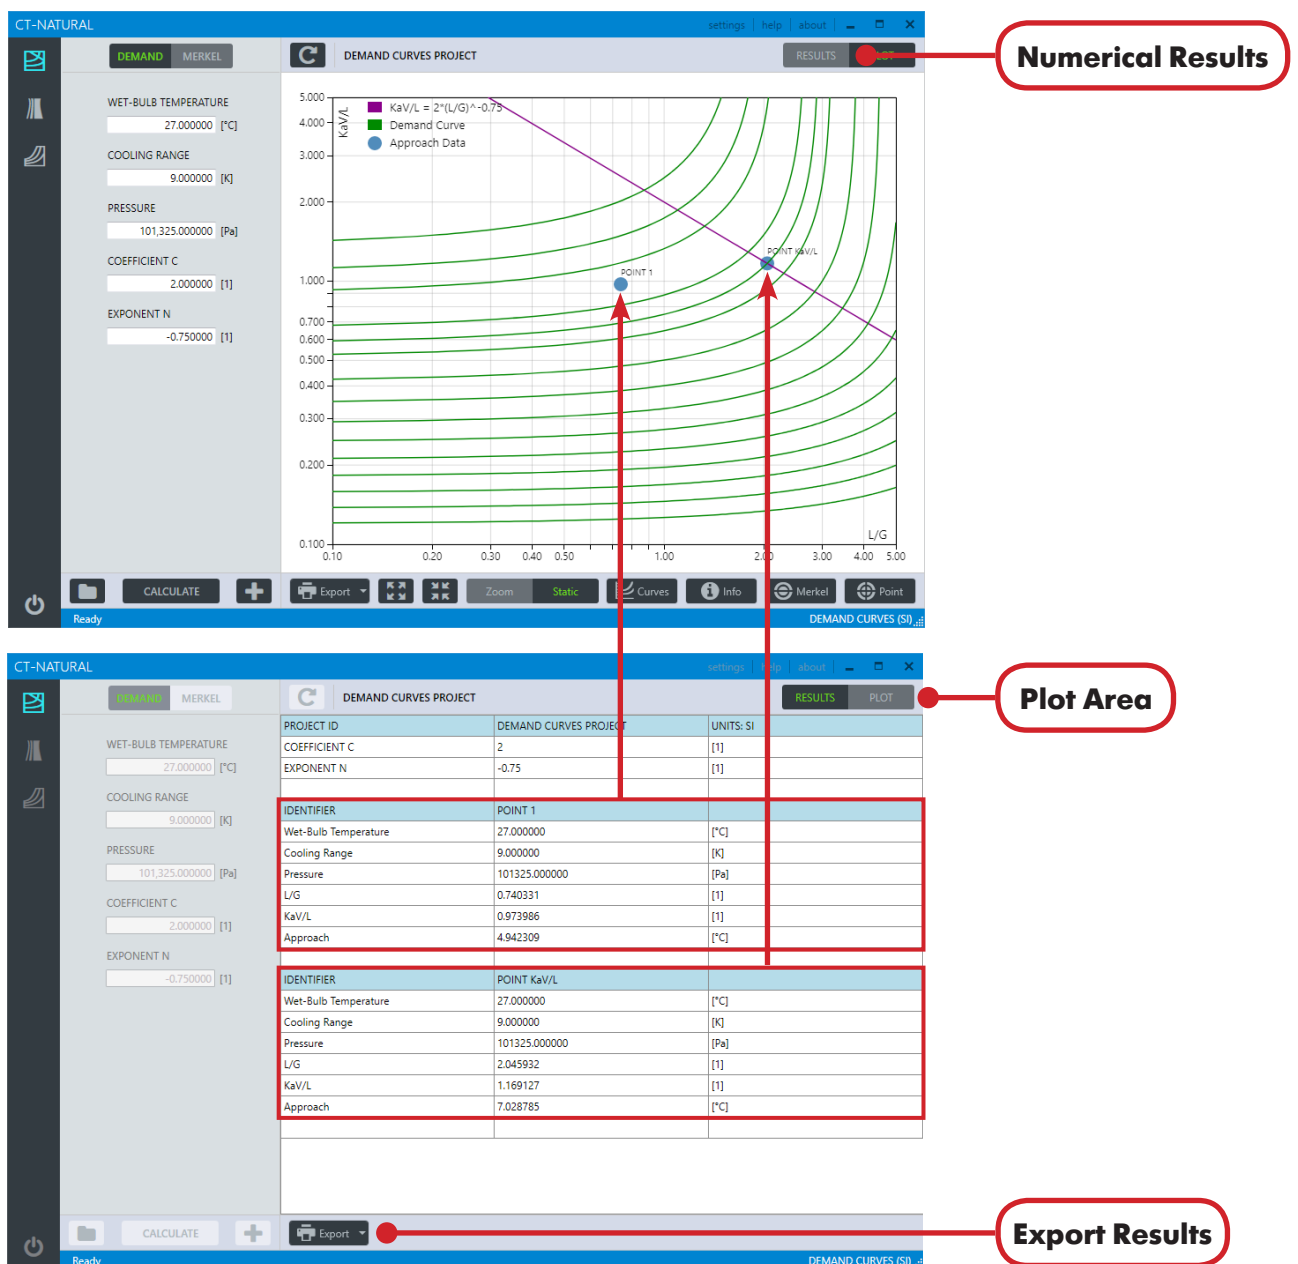 CT-NATURAL settings help about
DEMAND MERKEL DEMAND CURVES PROJECT RESULTS PLOT
Numerical Results
WET-BULB TEMPERATURE
27.000000 [°C]
COOLING RANGE
9.000000 [K]
PRESSURE
101,325.000000 [Pa]
COEFFICIENT C
2.000000 [1]
EXPONENT N
-0.750000 [1]
KaV/L
KaV/L = 2*(L/G)^-0.75
Demand Curve
Approach Data
5.000
4.000
3.000
2.000
1.000
0.700
0.600
0.500
0.400
0.300
0.200
0.100
POINT 1
POINT KaV/L
L/G
0.10 0.20 0.30 0.40 0.50 1.00 2.00 3.00 4.00 5.00
CALCULATE Export Zoom Static Curves Info Merkel Point
Ready DEMAND CURVES (SI)
CT-NATURAL settings help about
DEMAND MERKEL DEMAND CURVES PROJECT RESULTS PLOT
Plot Area
WET-BULB TEMPERATURE
27.000000 [°C]
COOLING RANGE
9.000000 [K]
PRESSURE
101,325.000000 [Pa]
COEFFICIENT C
2.000000 [1]
EXPONENT N
-0.750000 [1]
PROJECT ID DEMAND CURVES PROJECT UNITS: SI
COEFFICIENT C 2 [1]
EXPONENT N -0.75 [1]
IDENTIFIER POINT 1
Wet-Bulb Temperature 27.000000 [°C]
Cooling Range 9.000000 [K]
Pressure 101325.000000 [Pa]
L/G 0.740331 [1]
KaV/L 0.973986 [1]
Approach 4.942309 [°C]
IDENTIFIER POINT KaV/L
Wet-Bulb Temperature 27.000000 [°C]
Cooling Range 9.000000 [K]
Pressure 101325.000000 [Pa]
L/G 2.045932 [1]
KaV/L 1.169127 [1]
Approach 7.028785 [°C]
CALCULATE Export
Export Results
Ready DEMAND CURVES (SI)